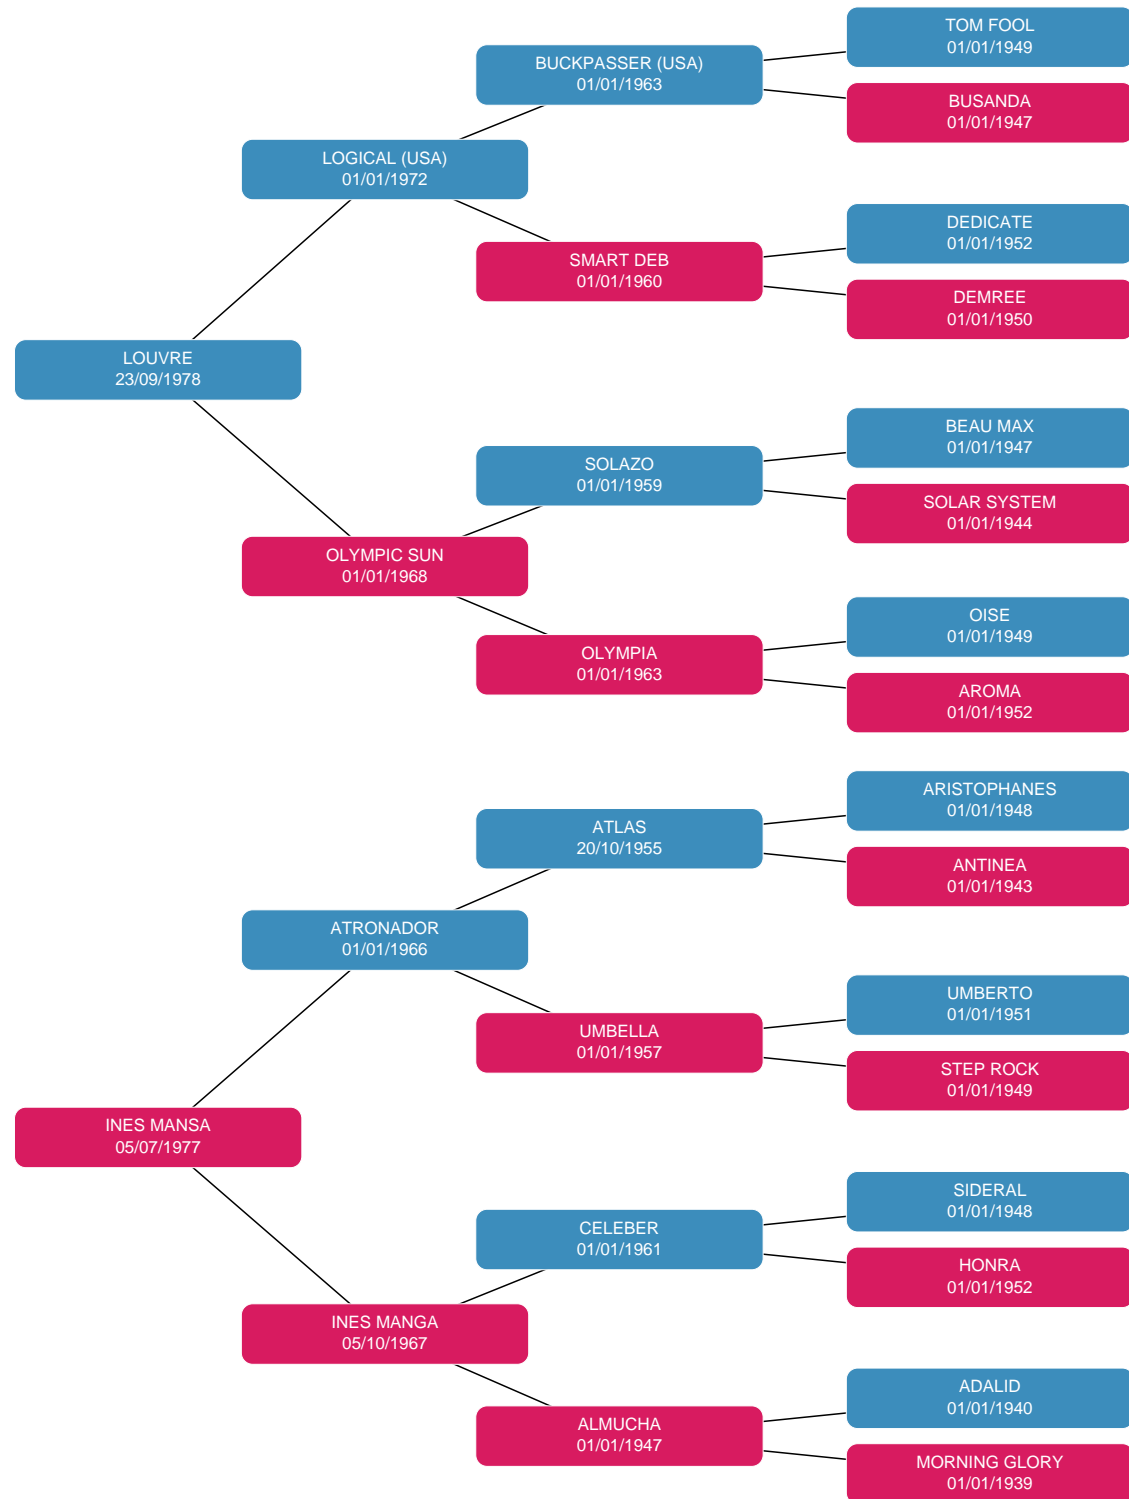 TOM FOOL
01/01/1949
BUCKPASSER (USA)
01/01/1963
BUSANDA
01/01/1947
LOGICAL (USA)
01/01/1972
DEDICATE
01/01/1952
SMART DEB
01/01/1960
DEMREE
01/01/1950
LOUVRE
23/09/1978
BEAU MAX
01/01/1947
SOLAZO
01/01/1959
SOLAR SYSTEM
01/01/1944
OLYMPIC SUN
01/01/1968
OISE
01/01/1949
OLYMPIA
01/01/1963
AROMA
01/01/1952
ARISTOPHANES
01/01/1948
ATLAS
20/10/1955
ANTINEA
01/01/1943
ATRONADOR
01/01/1966
UMBERTO
01/01/1951
UMBELLA
01/01/1957
STEP ROCK
01/01/1949
INES MANSA
05/07/1977
SIDERAL
01/01/1948
CELEBER
01/01/1961
HONRA
01/01/1952
INES MANGA
05/10/1967
ADALID
01/01/1940
ALMUCHA
01/01/1947
MORNING GLORY
01/01/1939